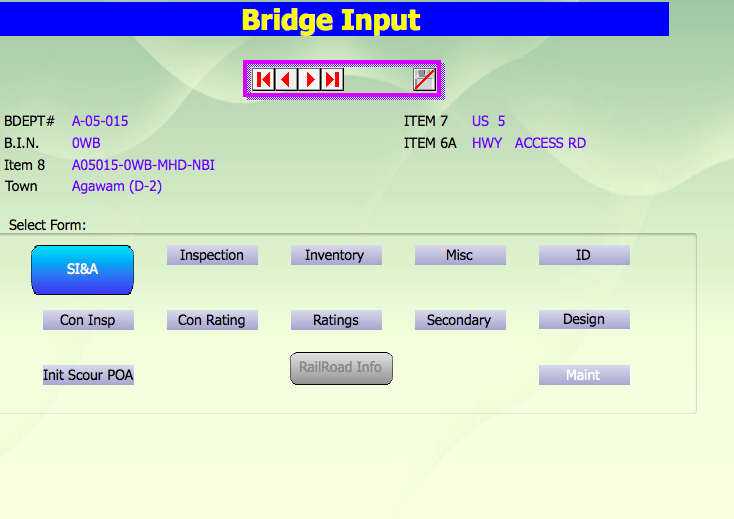 Bridge Input
BDEPT# A-05-015 ITEM 7 US 5
B.I.N. 0WB ITEM 6A HWY ACCESS RD
Item 8 A05015-0WB-MHD-NBI
Town Agawam (D-2)
Select Form:
SI&A Inspection Inventory Misc ID
Con Insp Con Rating Ratings Secondary Design
Init Scour POA RailRoad Info Maint